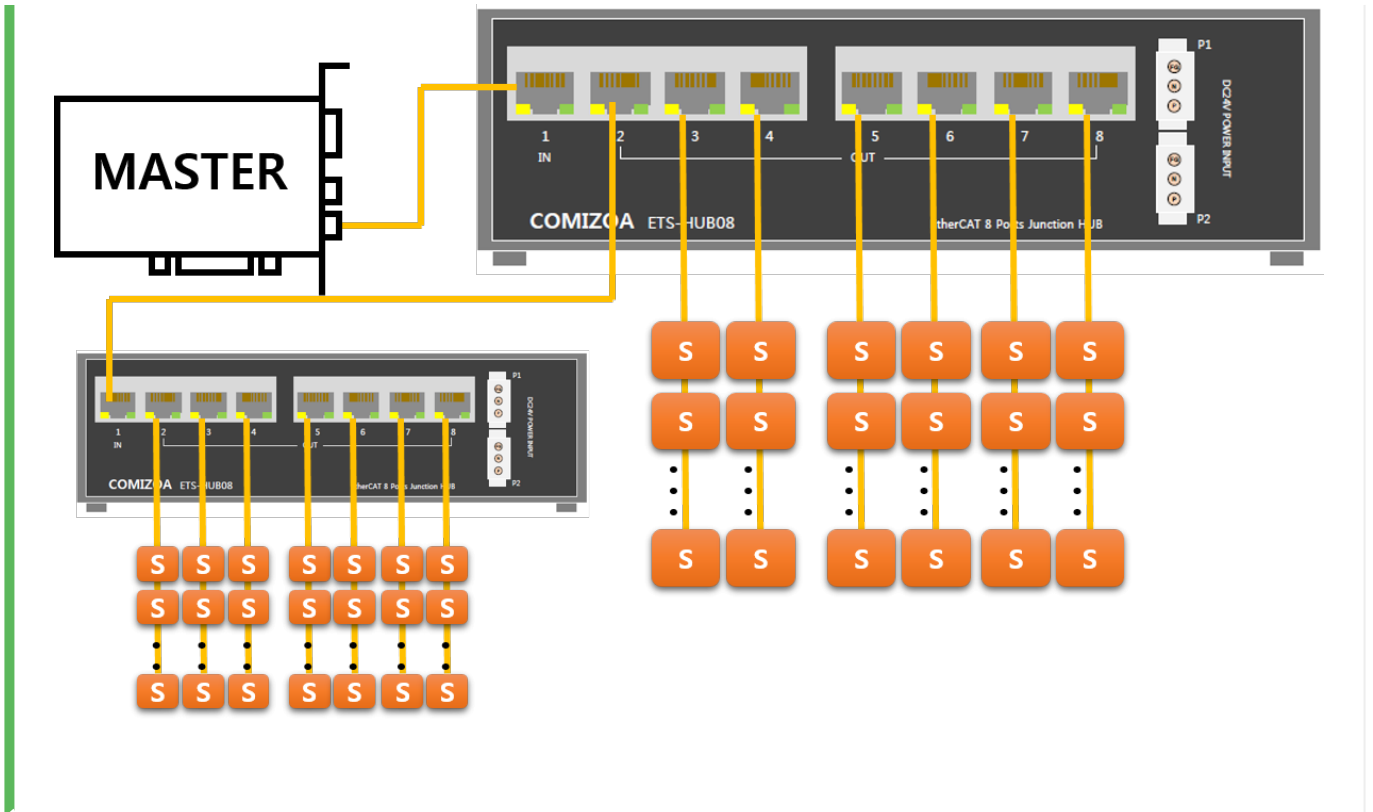 P1
1 2 3 4 5 6 7 8
IN OUT
DC24V POWER INPUT
MASTER
COMIZOA ETS-HUB08 EtherCAT 8 Ports Junction HUB
P2
S S S S S S
S S S S S S
S S S S S S
P1
1 2 3 4 5 6 7 8
IN OUT
DC24V POWER INPUT
COMIZOA ETS-HUB08 EtherCAT 8 Ports Junction HUB
P2
S S S S S S S
S S S S S S S
S S S S S S S